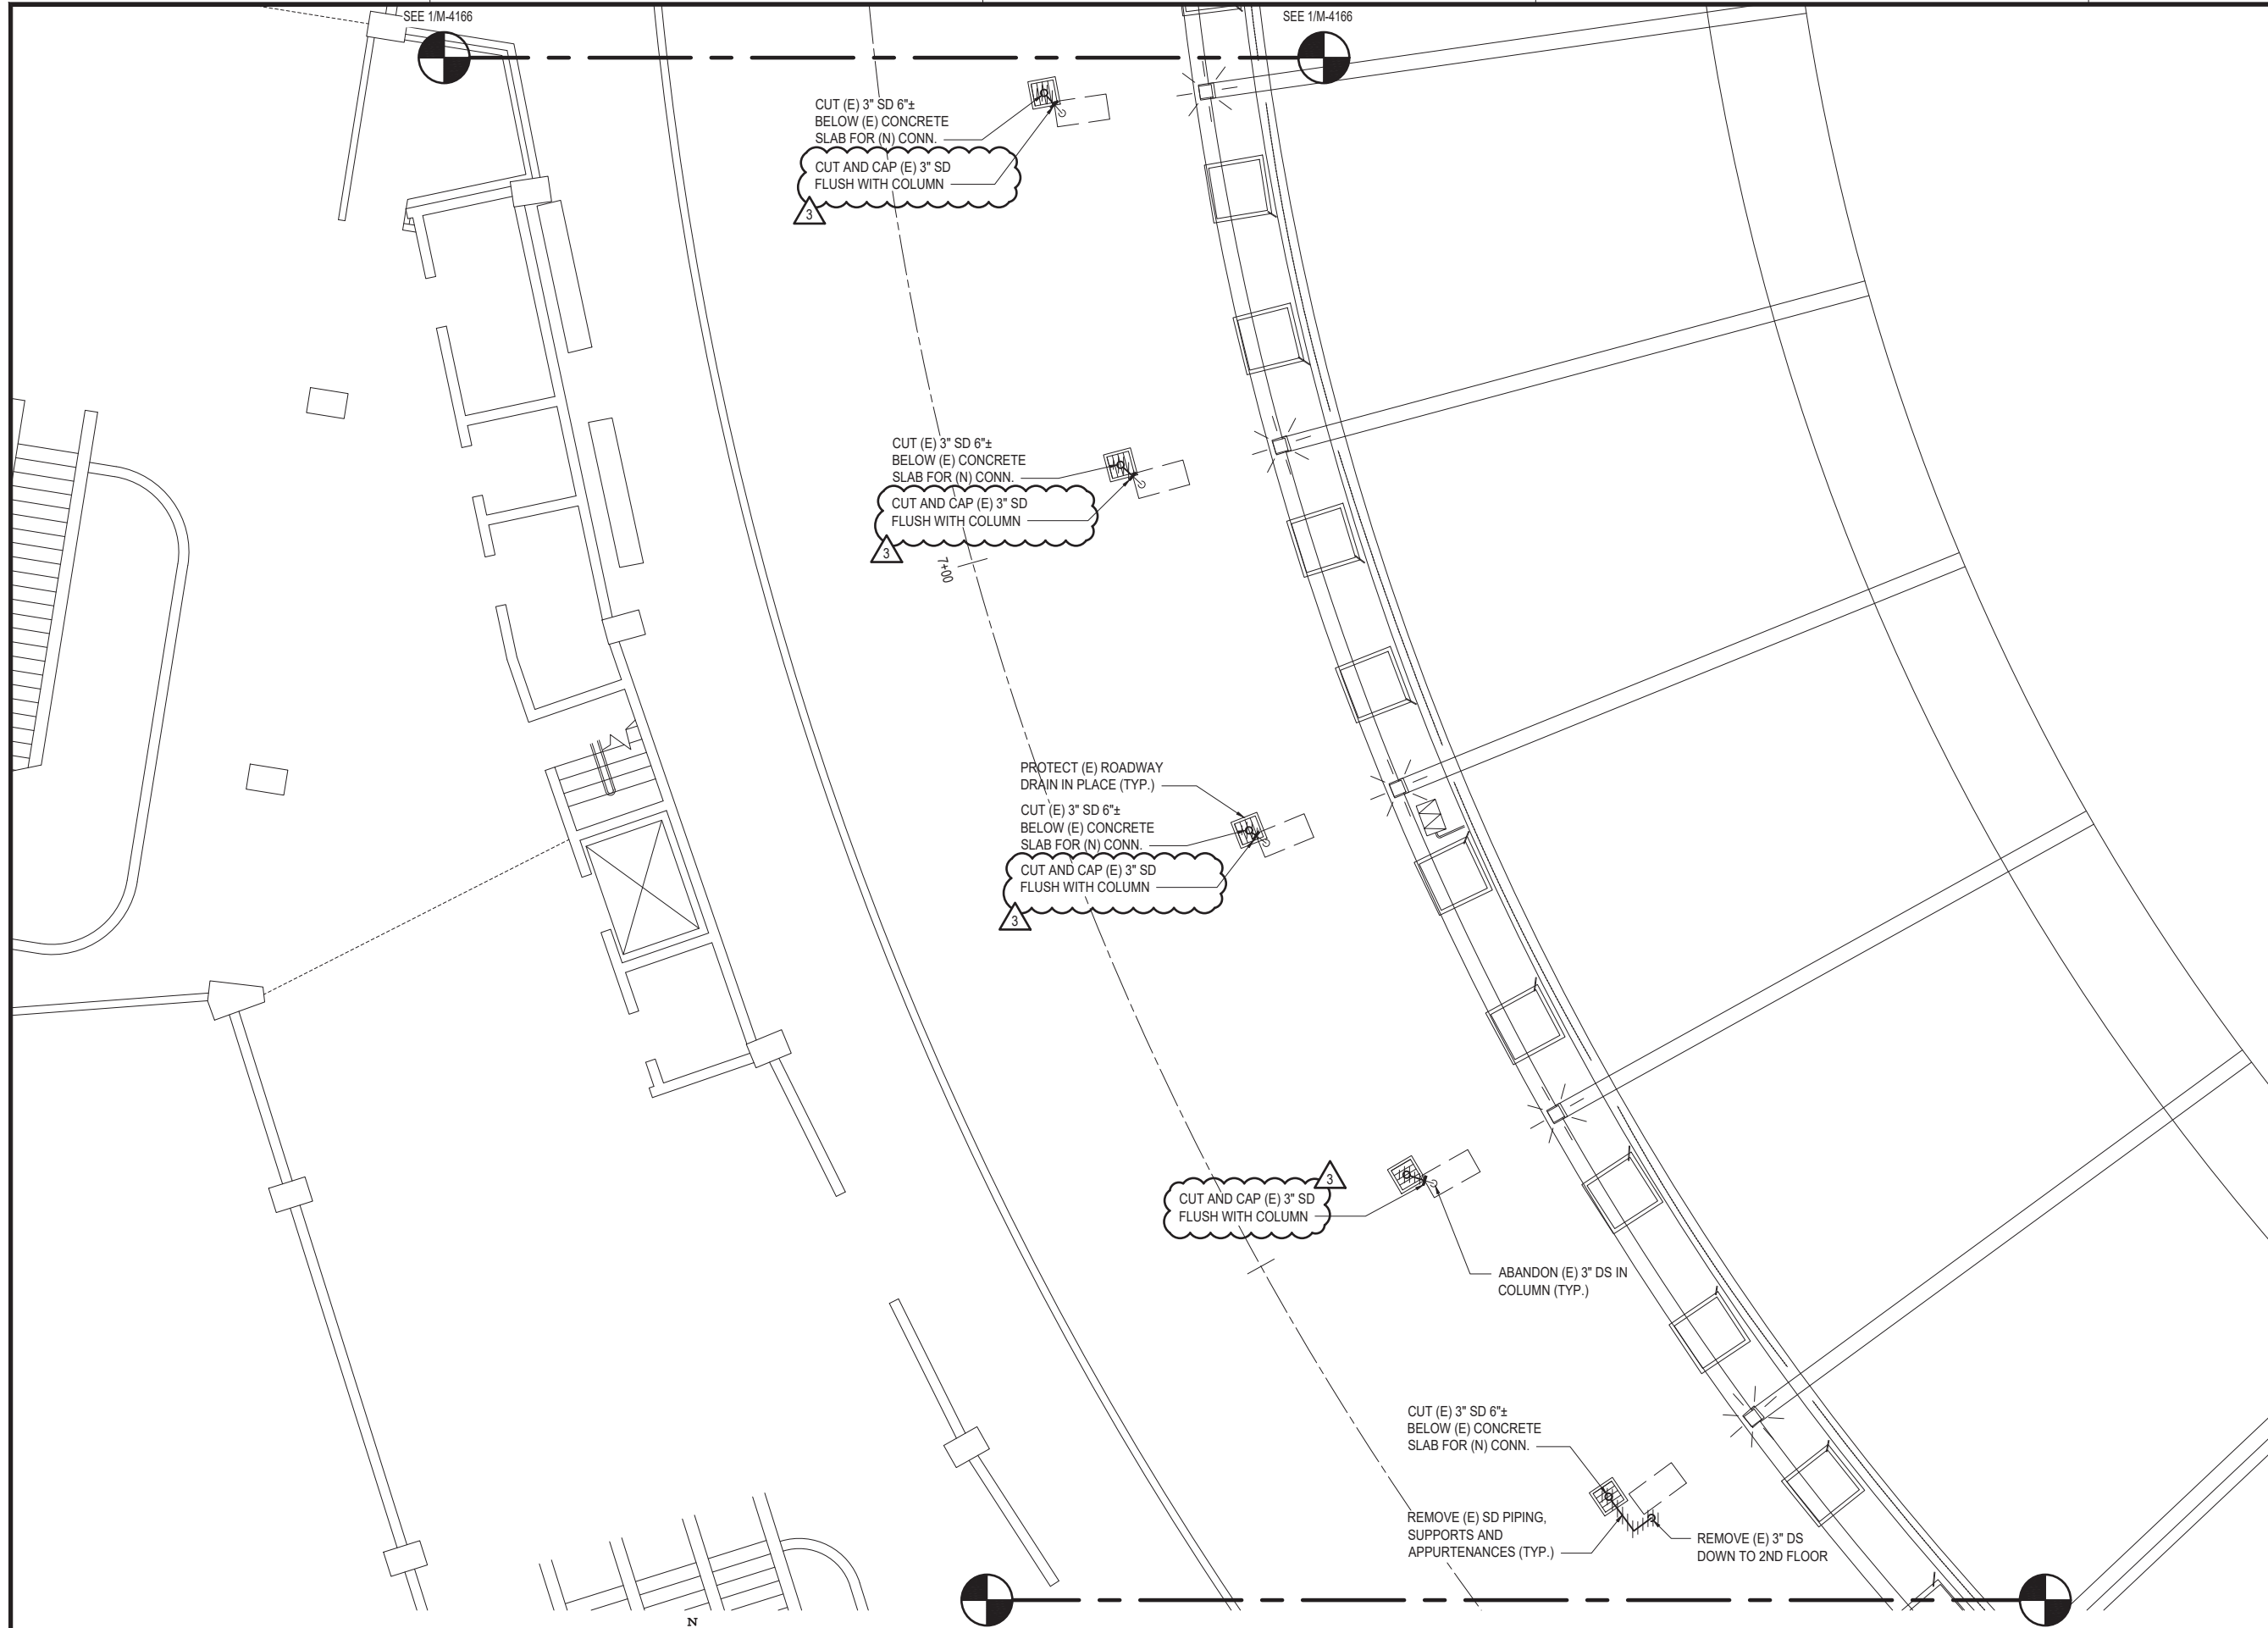 SEE 1/M-4166
SEE 1/M-4166
CUT (E) 3" SD 6"±
BELOW (E) CONCRETE
SLAB FOR (N) CONN.
CUT AND CAP (E) 3" SD
FLUSH WITH COLUMN
3
CUT (E) 3" SD 6"±
BELOW (E) CONCRETE
SLAB FOR (N) CONN.
CUT AND CAP (E) 3" SD
FLUSH WITH COLUMN
3
7+00
PROTECT (E) ROADWAY
DRAIN IN PLACE (TYP.)
CUT (E) 3" SD 6"±
BELOW (E) CONCRETE
SLAB FOR (N) CONN.
CUT AND CAP (E) 3" SD
FLUSH WITH COLUMN
3
3
CUT AND CAP (E) 3" SD
FLUSH WITH COLUMN
ABANDON (E) 3" DS IN
COLUMN (TYP.)
CUT (E) 3" SD 6"±
BELOW (E) CONCRETE
SLAB FOR (N) CONN.
REMOVE (E) SD PIPING,
SUPPORTS AND
APPURTENANCES (TYP.)
REMOVE (E) 3" DS
DOWN TO 2ND FLOOR
N